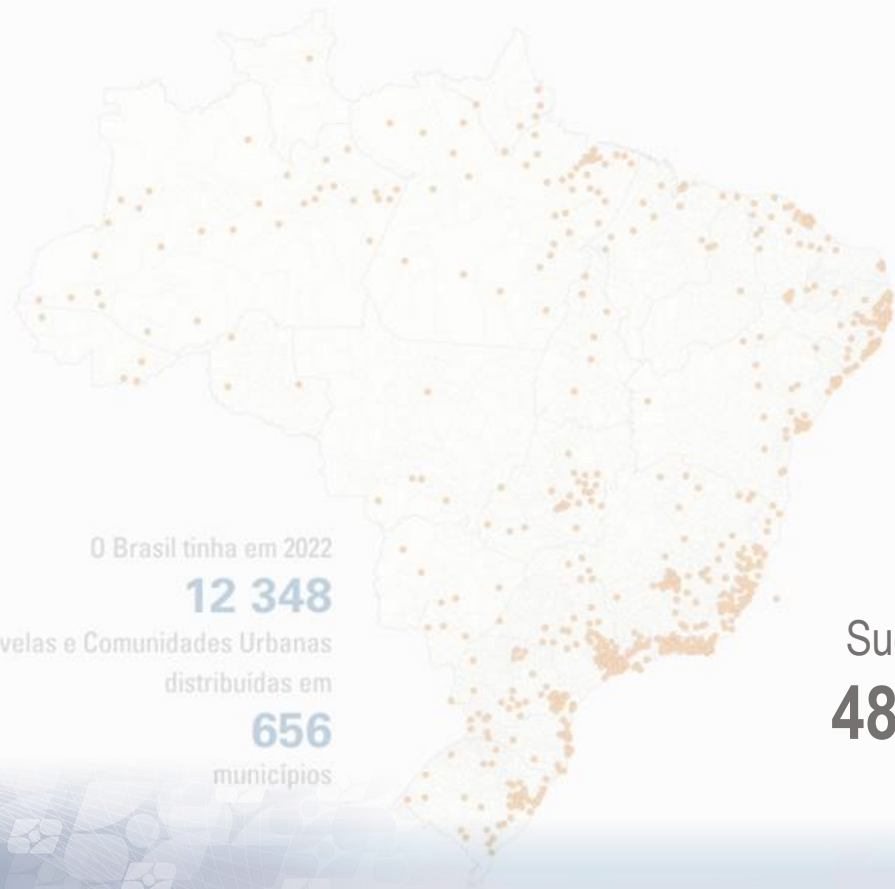 O Brasil tinha em 2022
12 348
velas e Comunidades Urbanas
distribuídas em
656
municípios
Su
48